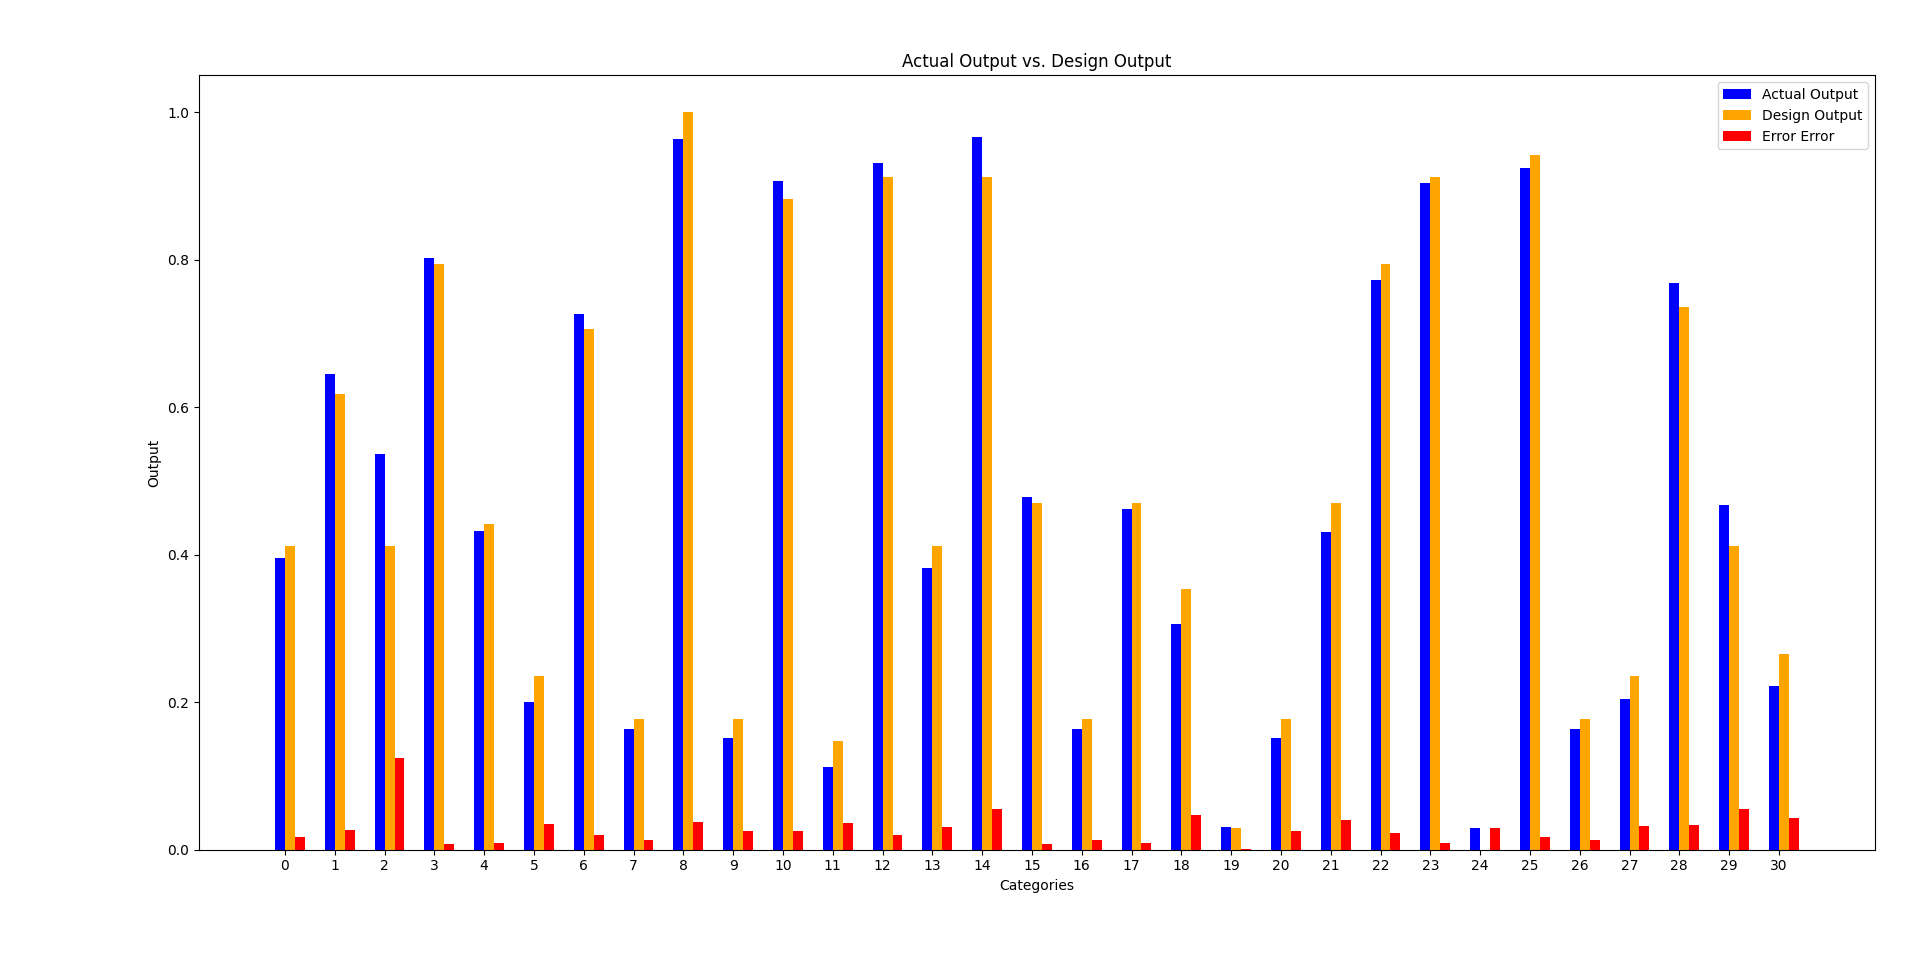 Actual Output vs. Design Output
Actual Output
Design Output
Error Error
1.0
0.8
0.6
0.4
0.2
0.0
Output
0 1 2 3 4 5 6 7 8 9 10 11 12 13 14 15 16 17 18 19 20 21 22 23 24 25 26 27 28 29 30
Categories